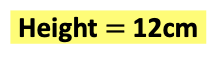 Height = 12cm